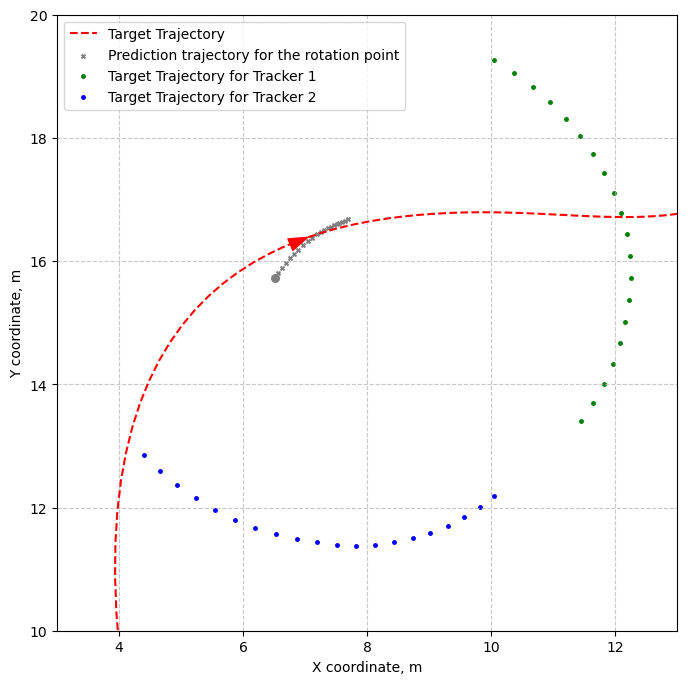 Target Trajectory
Prediction trajectory for the rotation point
Target Trajectory for Tracker 1
Target Trajectory for Tracker 2
20
18
16
14
12
10
Y coordinate, m
4 6 8 10 12
X coordinate, m